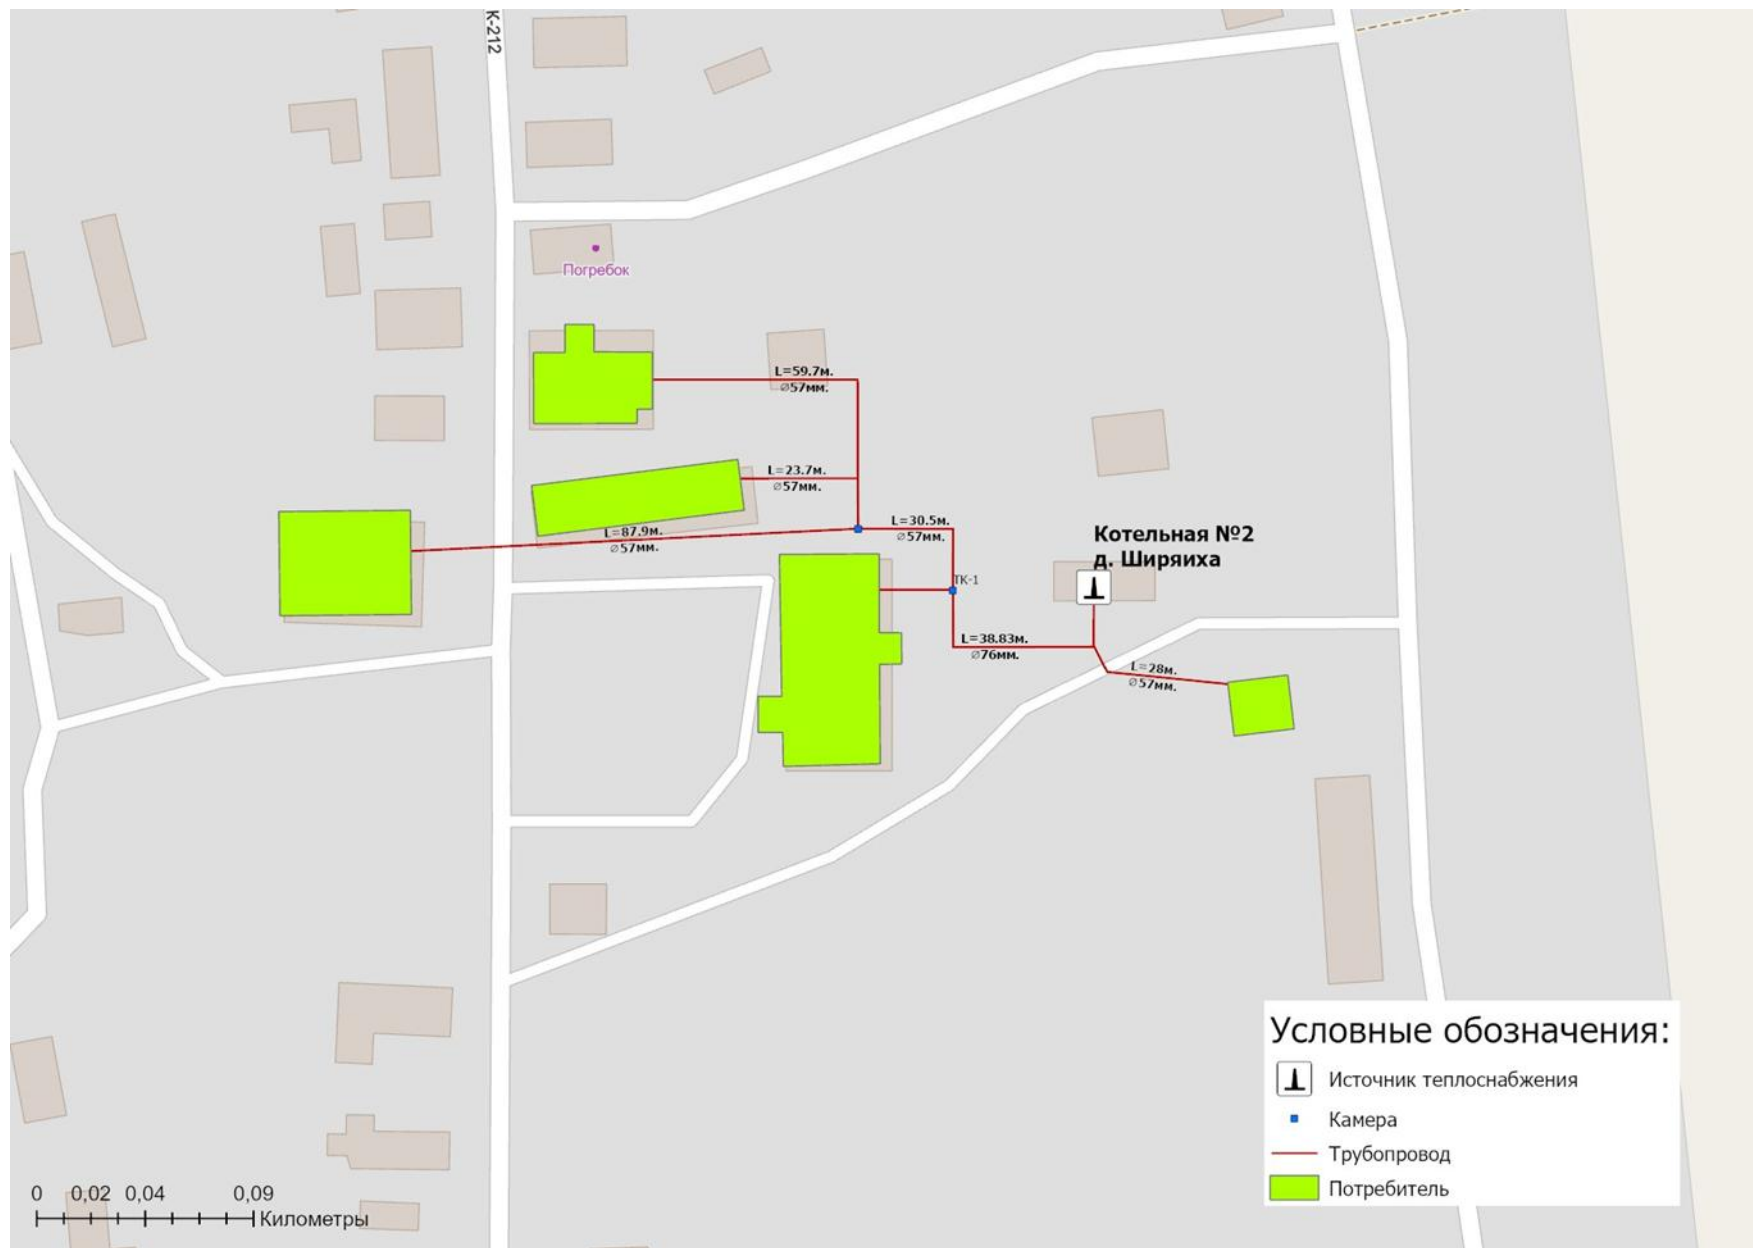 К-212
Погребок
L=59.7м.
⌀57мм.
L=23.7м.
⌀57мм.
L=87.9м.
⌀57мм.
L=30.5м.
⌀57мм.
Котельная №2
д. Ширяиха
ТК-1
L=38.83м.
⌀76мм.
L=28м.
⌀57мм.
Условные обозначения:
Источник теплоснабжения
Камера
Трубопровод
Потребитель
0 0,02 0,04 0,09
Километры